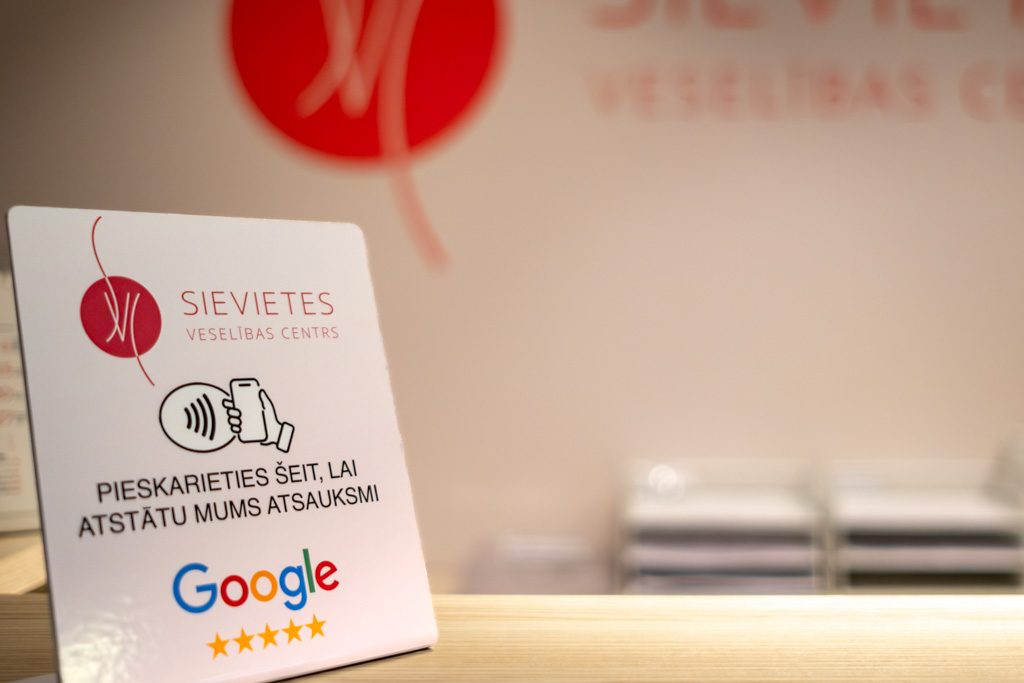 SIEVIETES
VESELĪBAS CE
SIEVIETES
VESELĪBAS CENTRS
PIESKARIETIES ŠEIT, LAI
ATSTĀTU MUMS ATSAUKSMI
Google